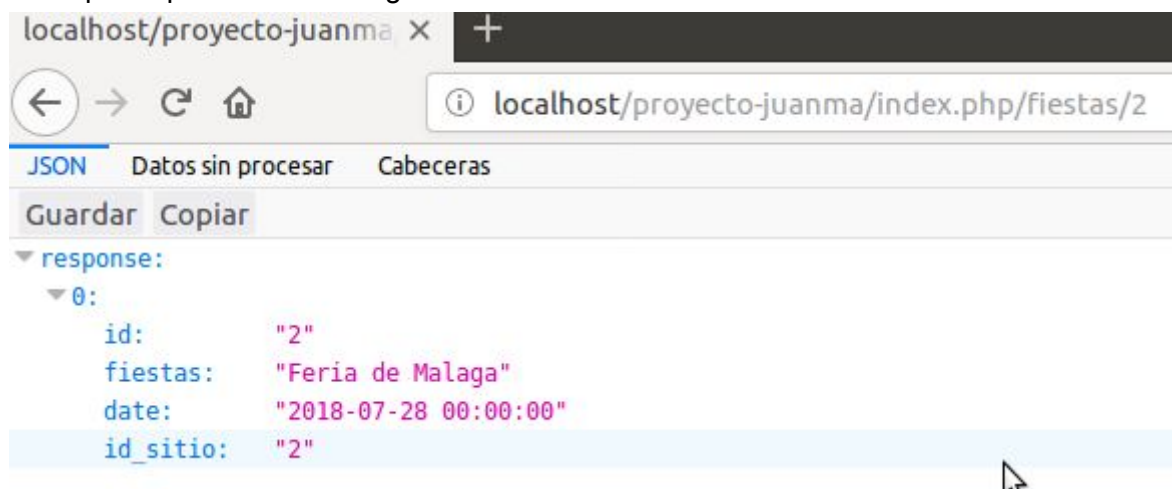 localhost/proyecto-juanma/ × +
localhost/proyecto-juanma/index.php/fiestas/2
JSON Datos sin procesar Cabeceras
Guardar Copiar
response:
0:
id: "2"
fiestas: "Feria de Malaga"
date: "2018-07-28 00:00:00"
id_sitio: "2"